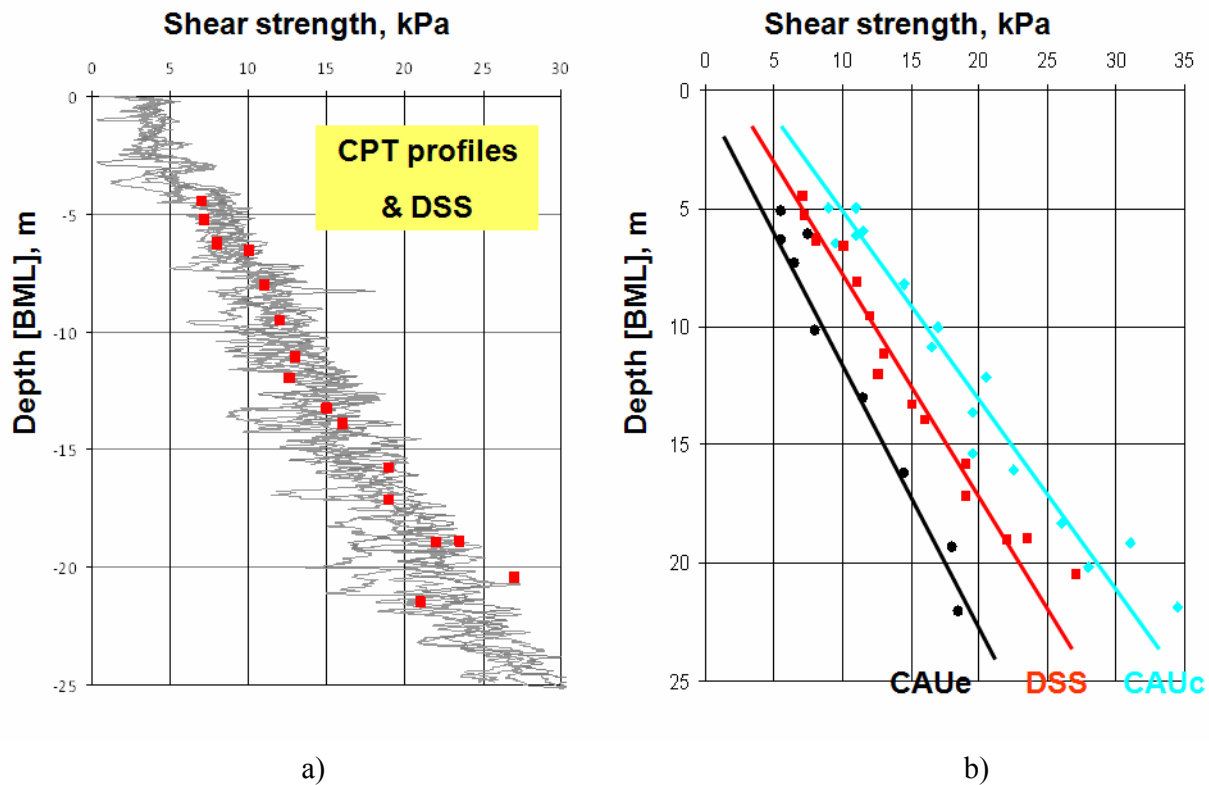 Shear strength, kPa
0 5 10 15 20 25 30
0
-5
-10
-15
-20
-25
Depth [BML], m
CPT profiles
& DSS
a)
Shear strength, kPa
0 5 10 15 20 25 30 35
0
5
10
15
20
25
Depth [BML], m
CAUe DSS CAUc
b)